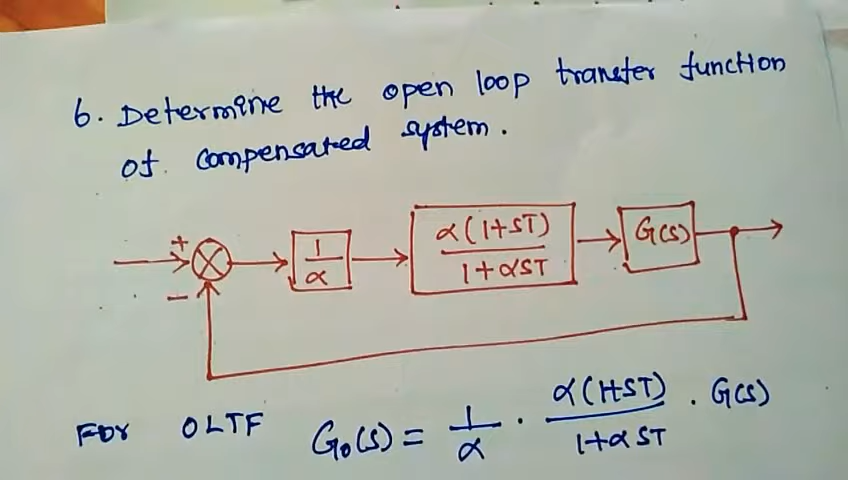 6. Determine the open loop transfer function
of compensated system.
+
−
1/α
α(1+ST)/1+αST
G(s)
For OLTF G₀(s) = 1/α · α(1+ST)/1+αST · G(s)